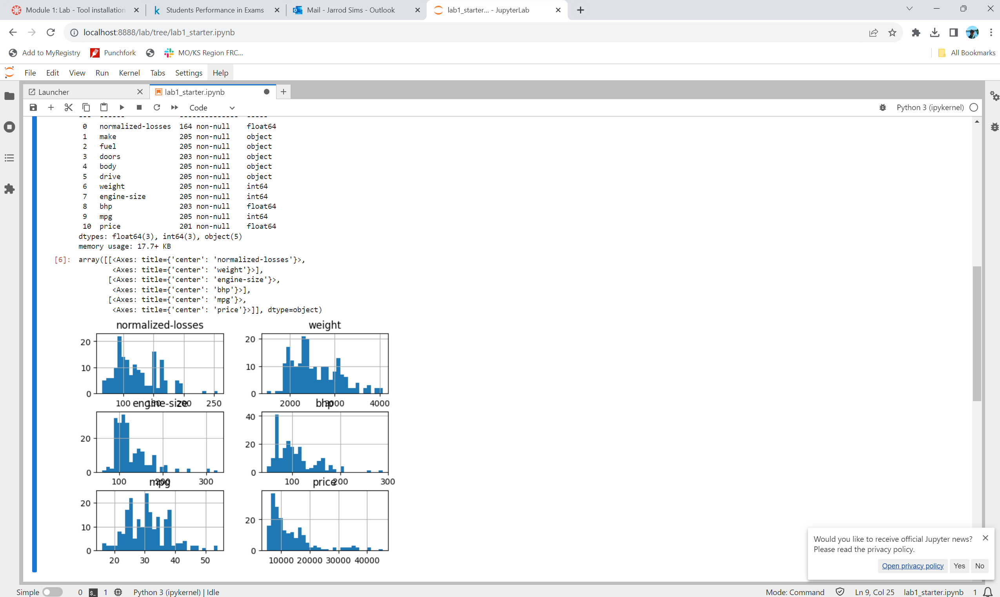 Module 1: Lab - Tool installation
Students Performance in Exams
Mail - Jarrod Sims - Outlook
lab1_starter... - JupyterLab
localhost:8888/lab/tree/lab1_starter.ipynb
Add to MyRegistry Punchfork MO/KS Region FRC... All Bookmarks
File Edit View Run Kernel Tabs Settings Help
Launcher lab1_starter.ipynb
Code Python 3 (ipykernel)
0 normalized-losses 164 non-null float64
1 make 205 non-null object
2 fuel 205 non-null object
3 doors 203 non-null object
4 body 205 non-null object
5 drive 205 non-null object
6 weight 205 non-null int64
7 engine-size 205 non-null int64
8 bhp 203 non-null float64
9 mpg 205 non-null int64
10 price 201 non-null float64
dtypes: float64(3), int64(3), object(5)
memory usage: 17.7+ KB
[6]: array([[<Axes: title={'center': 'normalized-losses'}>,
<Axes: title={'center': 'weight'}>],
[<Axes: title={'center': 'engine-size'}>,
<Axes: title={'center': 'bhp'}>],
[<Axes: title={'center': 'mpg'}>,
<Axes: title={'center': 'price'}>]], dtype=object)
normalized-losses
20
10
0
100 150 200 250
weight
20
10
0
2000 3000 4000
engine-size
20
0
100 200 300
bhp
40
20
0
100 200 300
mpg
20
10
0
20 30 40 50
price
20
0
10000 20000 30000 40000
Would you like to receive official Jupyter news?
Please read the privacy policy.
Open privacy policy Yes No
Simple 0 $_ 1 Python 3 (ipykernel) | Idle Mode: Command Ln 9, Col 25 lab1_starter.ipynb 1